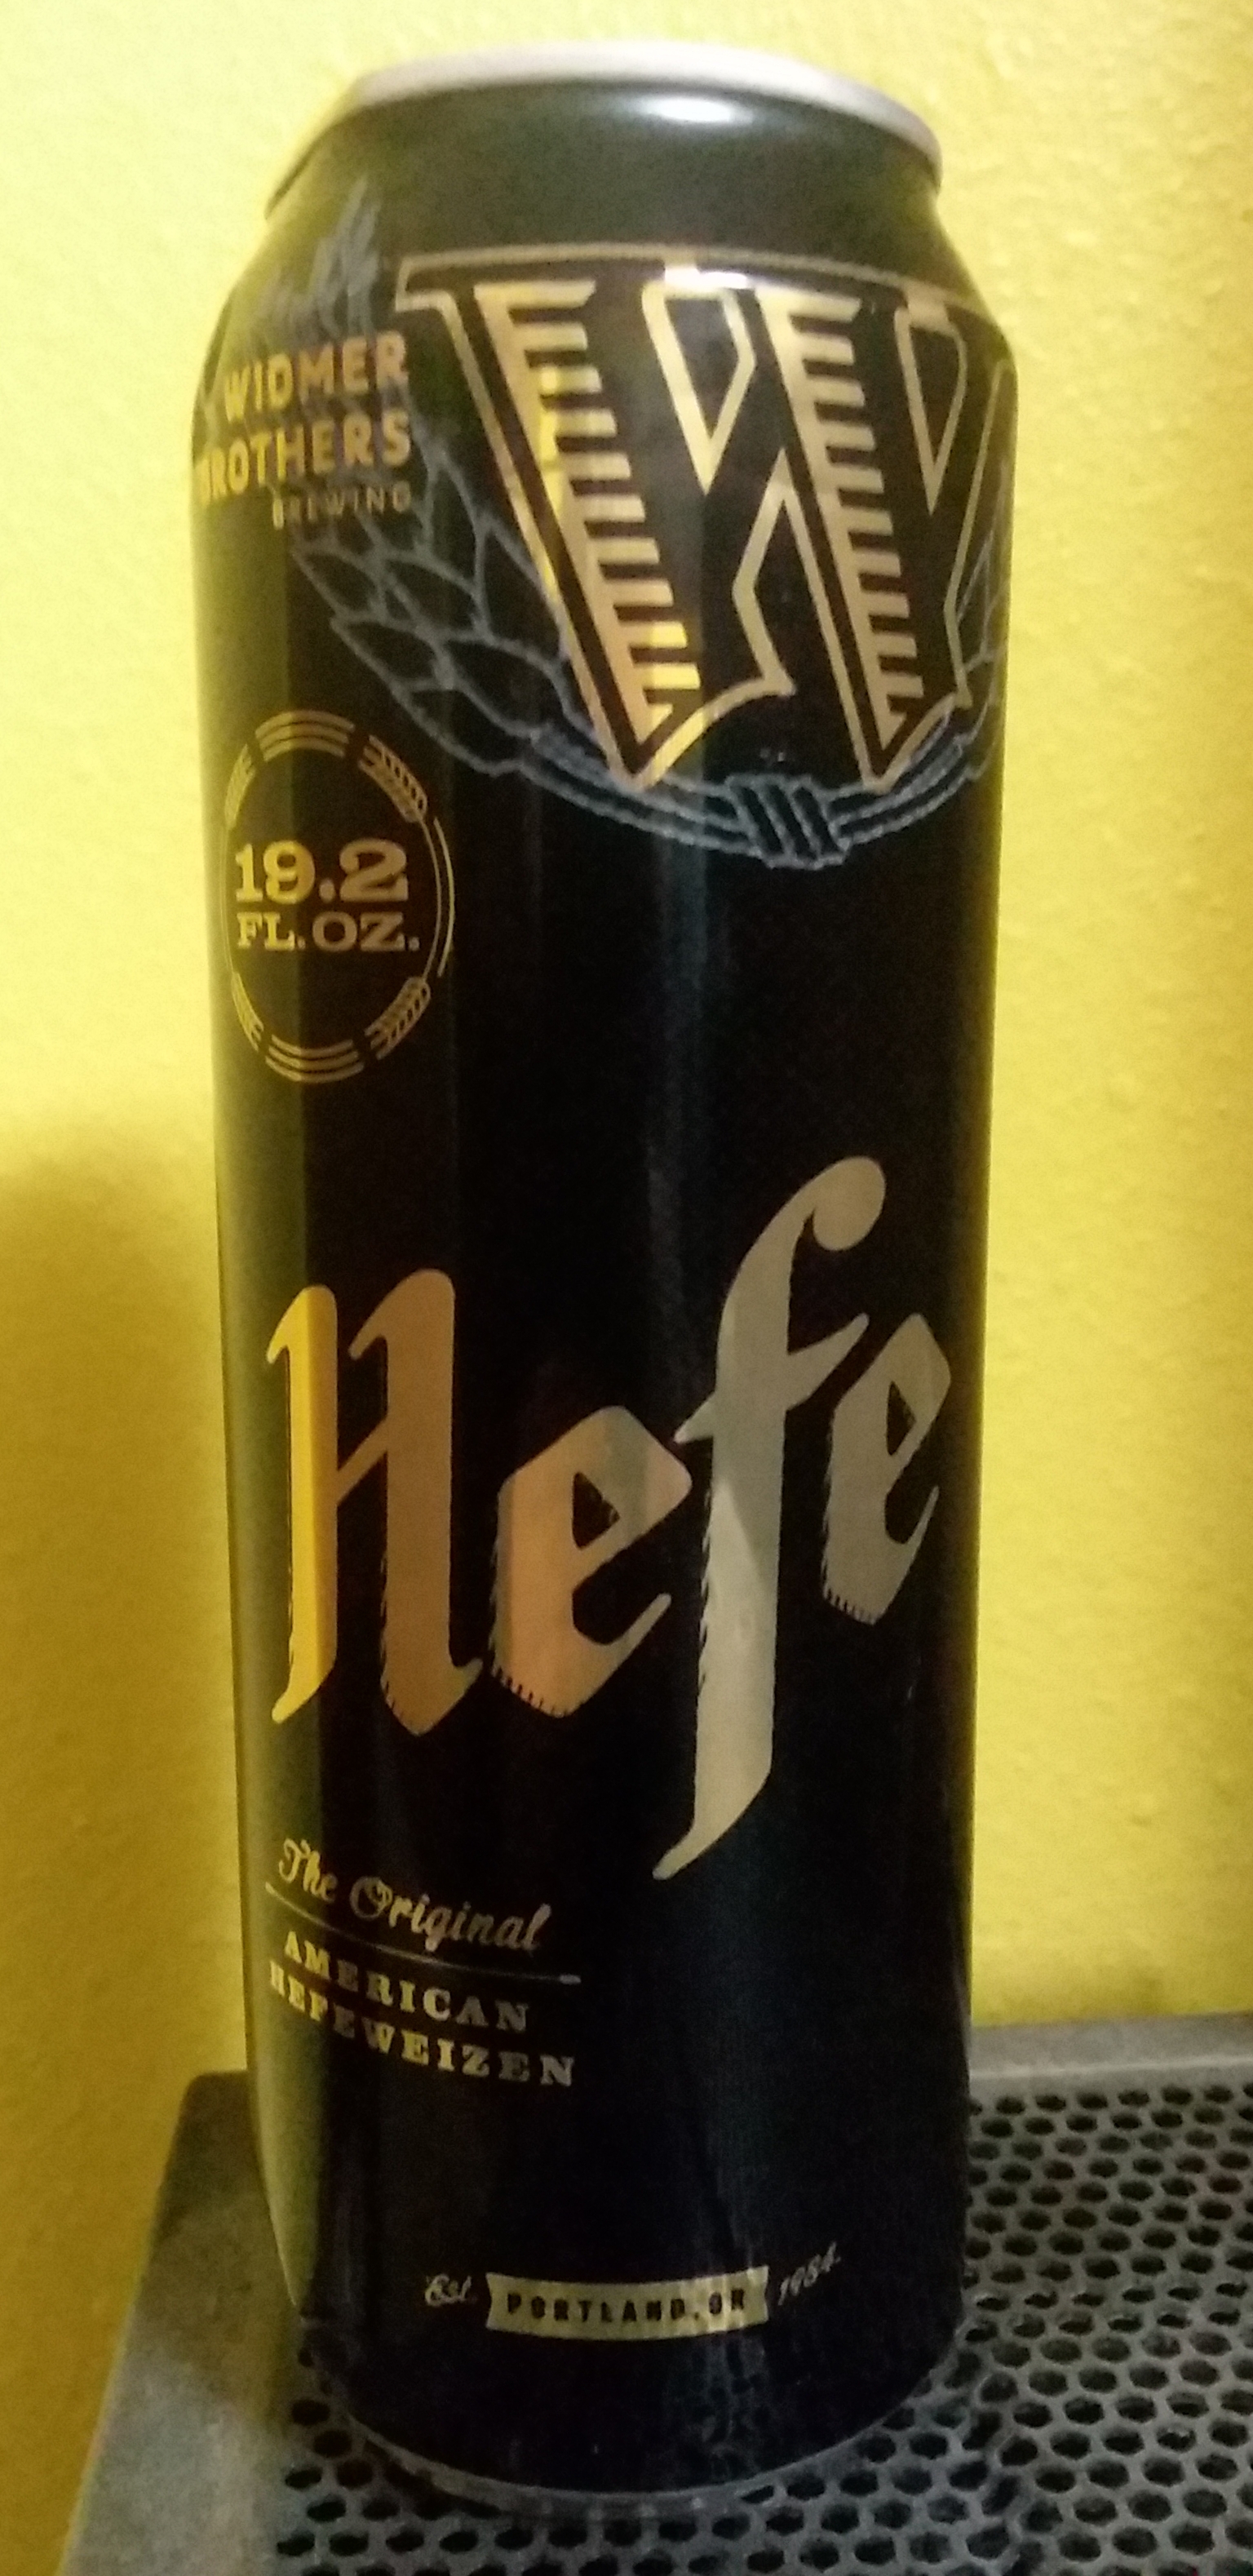 W
WIDMER
BROTHERS
BREWING
19.2
FL. OZ.
Hefe
The Original
AMERICAN
HEFEWEIZEN
Est. PORTLAND, OR 1984.